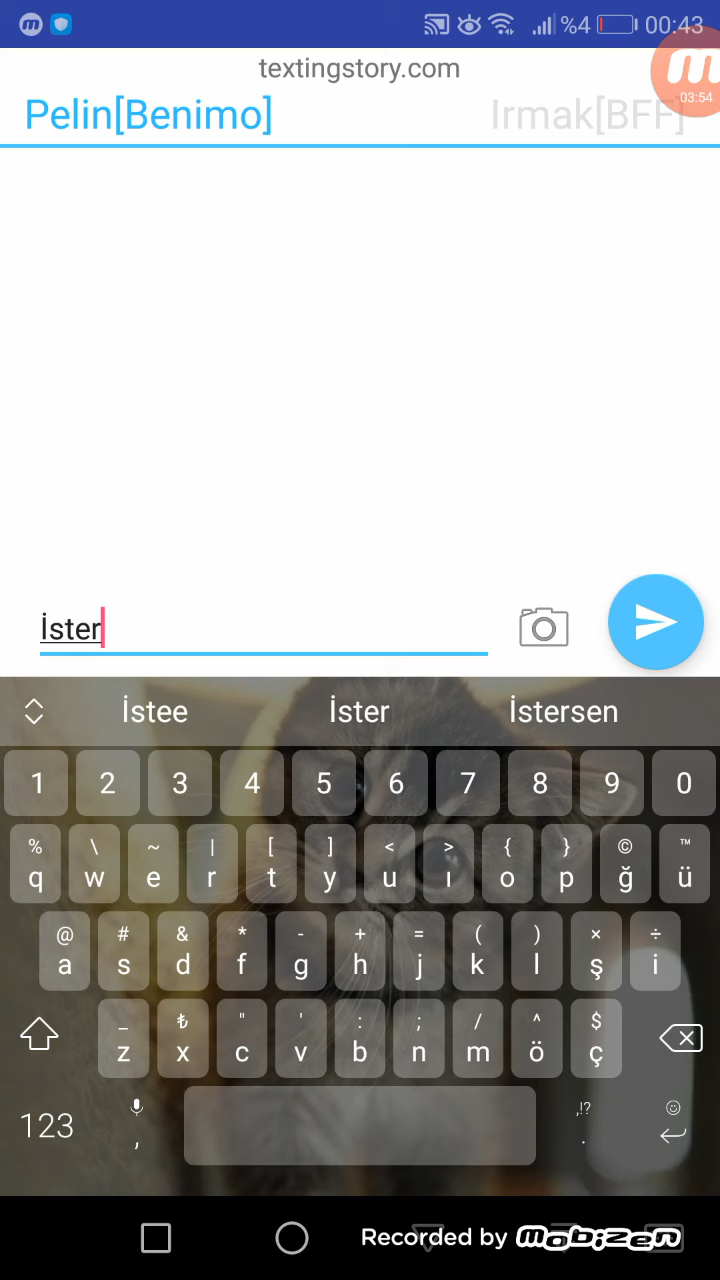 %4 00:43
textingstory.com
03:54
Pelin[Benimo] Irmak[BFF]
İster
İstee İster İstersen
1 2 3 4 5 6 7 8 9 0
% \ ~ | [ ] < > { } © ™
q w e r t y u ı o p ğ ü
@ # & * - + = ( ) × ÷
a s d f g h j k l ş i
_ ₺ " ' : ; / ^ $
z x c v b n m ö ç
123 , ,!? .
Recorded by mobizen